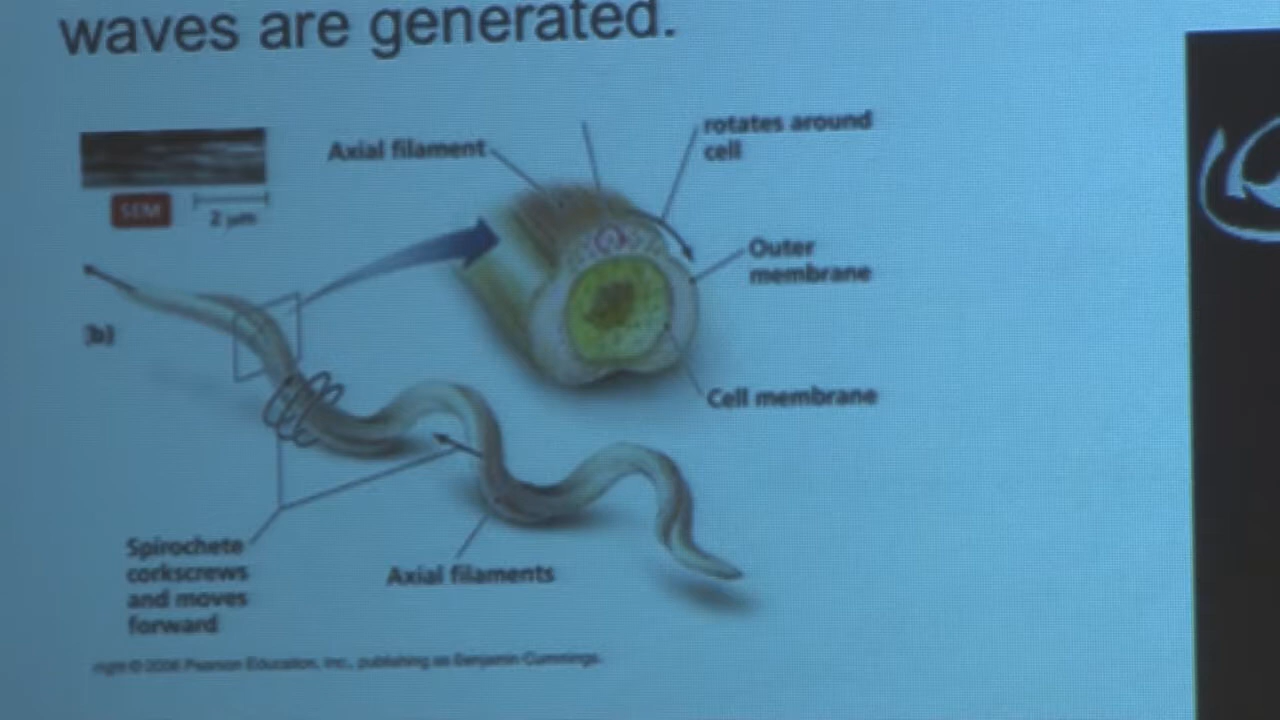 waves are generated.
Axial filament
rotates around
cell
SEM
2 μm
Outer
membrane
(b)
Cell membrane
Spirochete
corkscrews
and moves
forward
Axial filaments
right © 2006 Pearson Education, Inc., publishing as Benjamin Cummings.